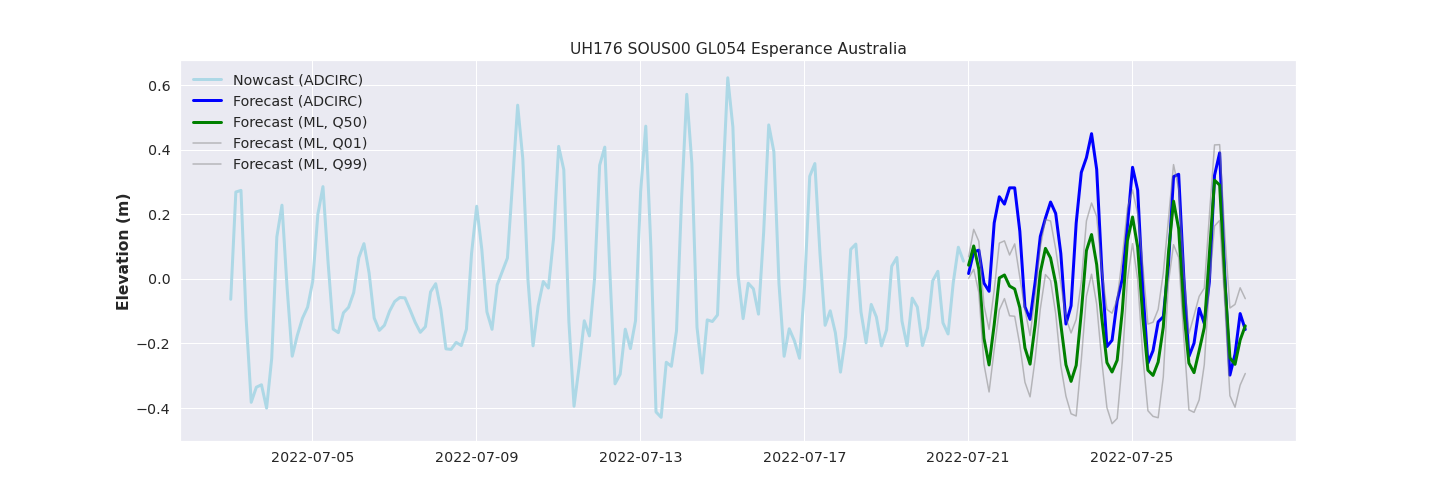 UH176 SOUS00 GL054 Esperance Australia
Nowcast (ADCIRC)
Forecast (ADCIRC)
Forecast (ML, Q50)
Forecast (ML, Q01)
Forecast (ML, Q99)
Elevation (m)
0.6
0.4
0.2
0.0
−0.2
−0.4
2022-07-05 2022-07-09 2022-07-13 2022-07-17 2022-07-21 2022-07-25